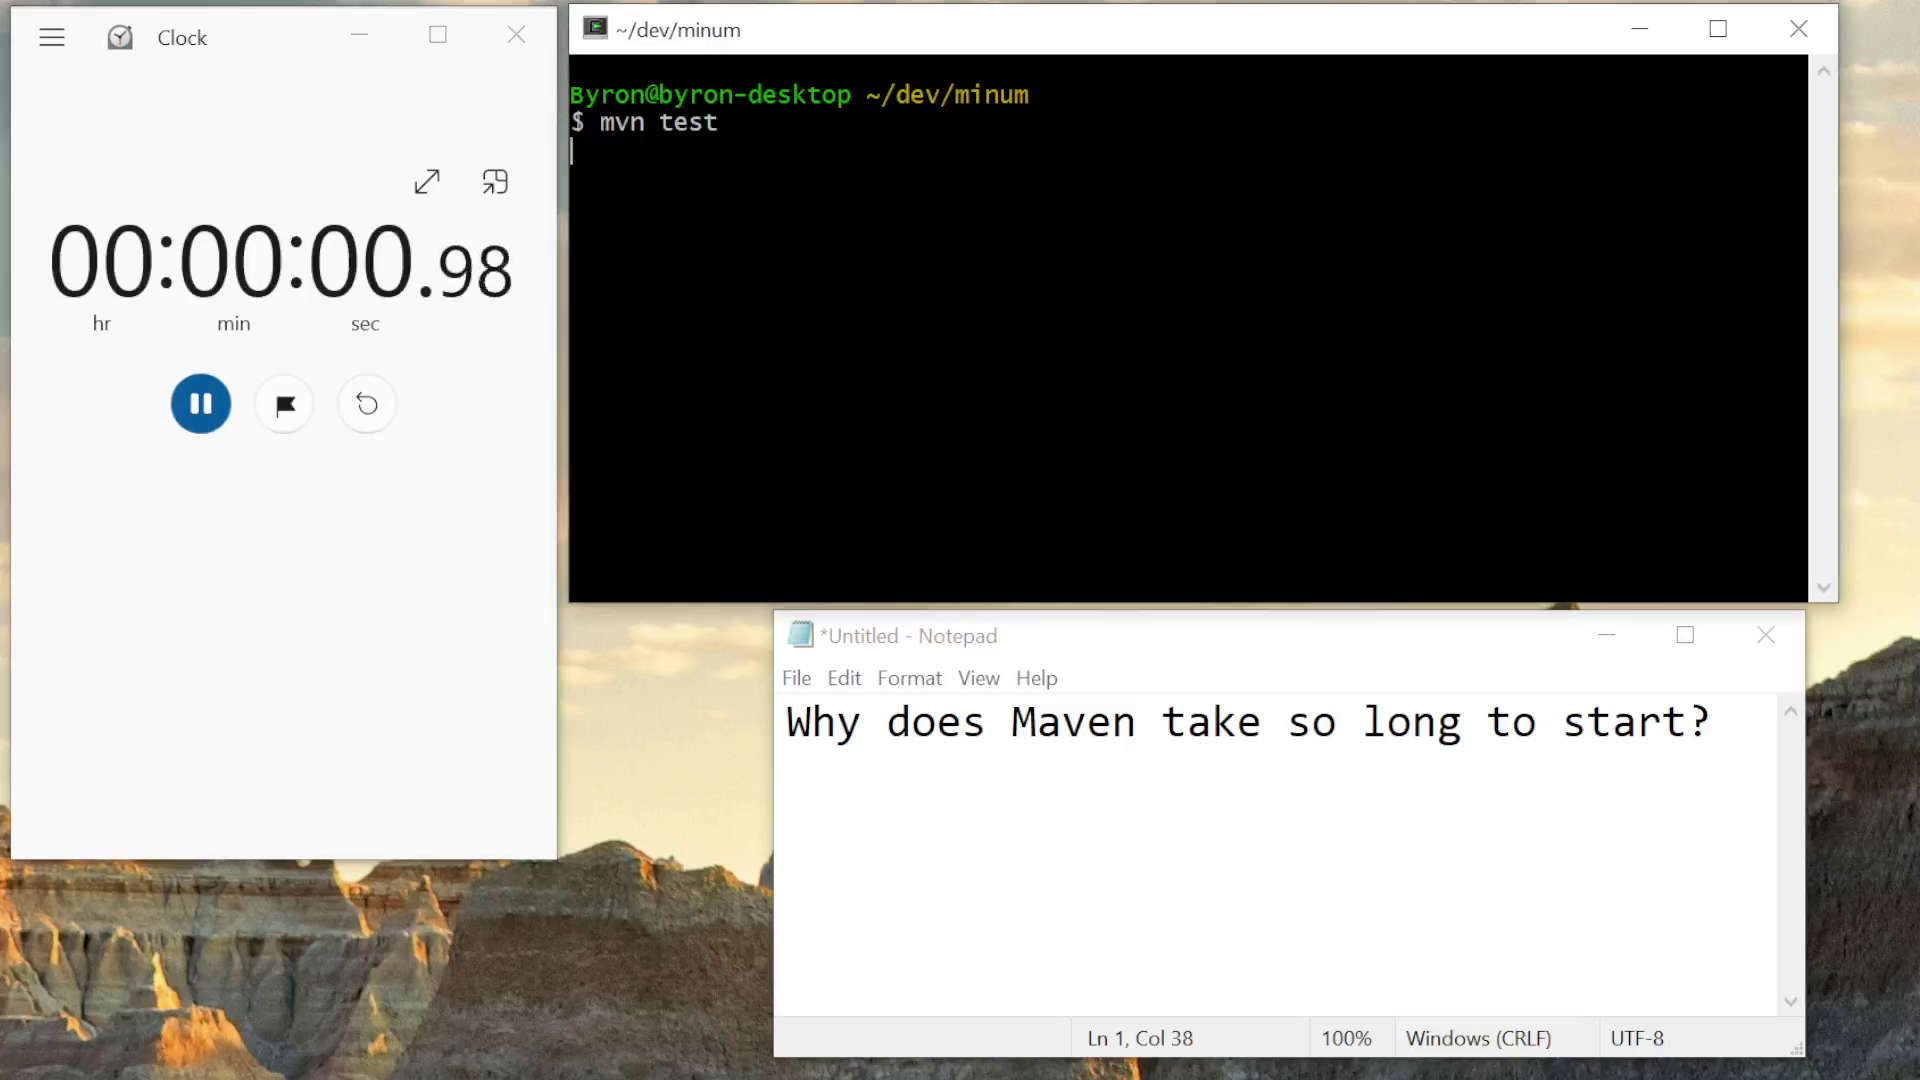 Clock
00:00:00.98
hr min sec
~/dev/minum
Byron@byron-desktop ~/dev/minum
$ mvn test
*Untitled - Notepad
File Edit Format View Help
Why does Maven take so long to start?
Ln 1, Col 38 100% Windows (CRLF) UTF-8